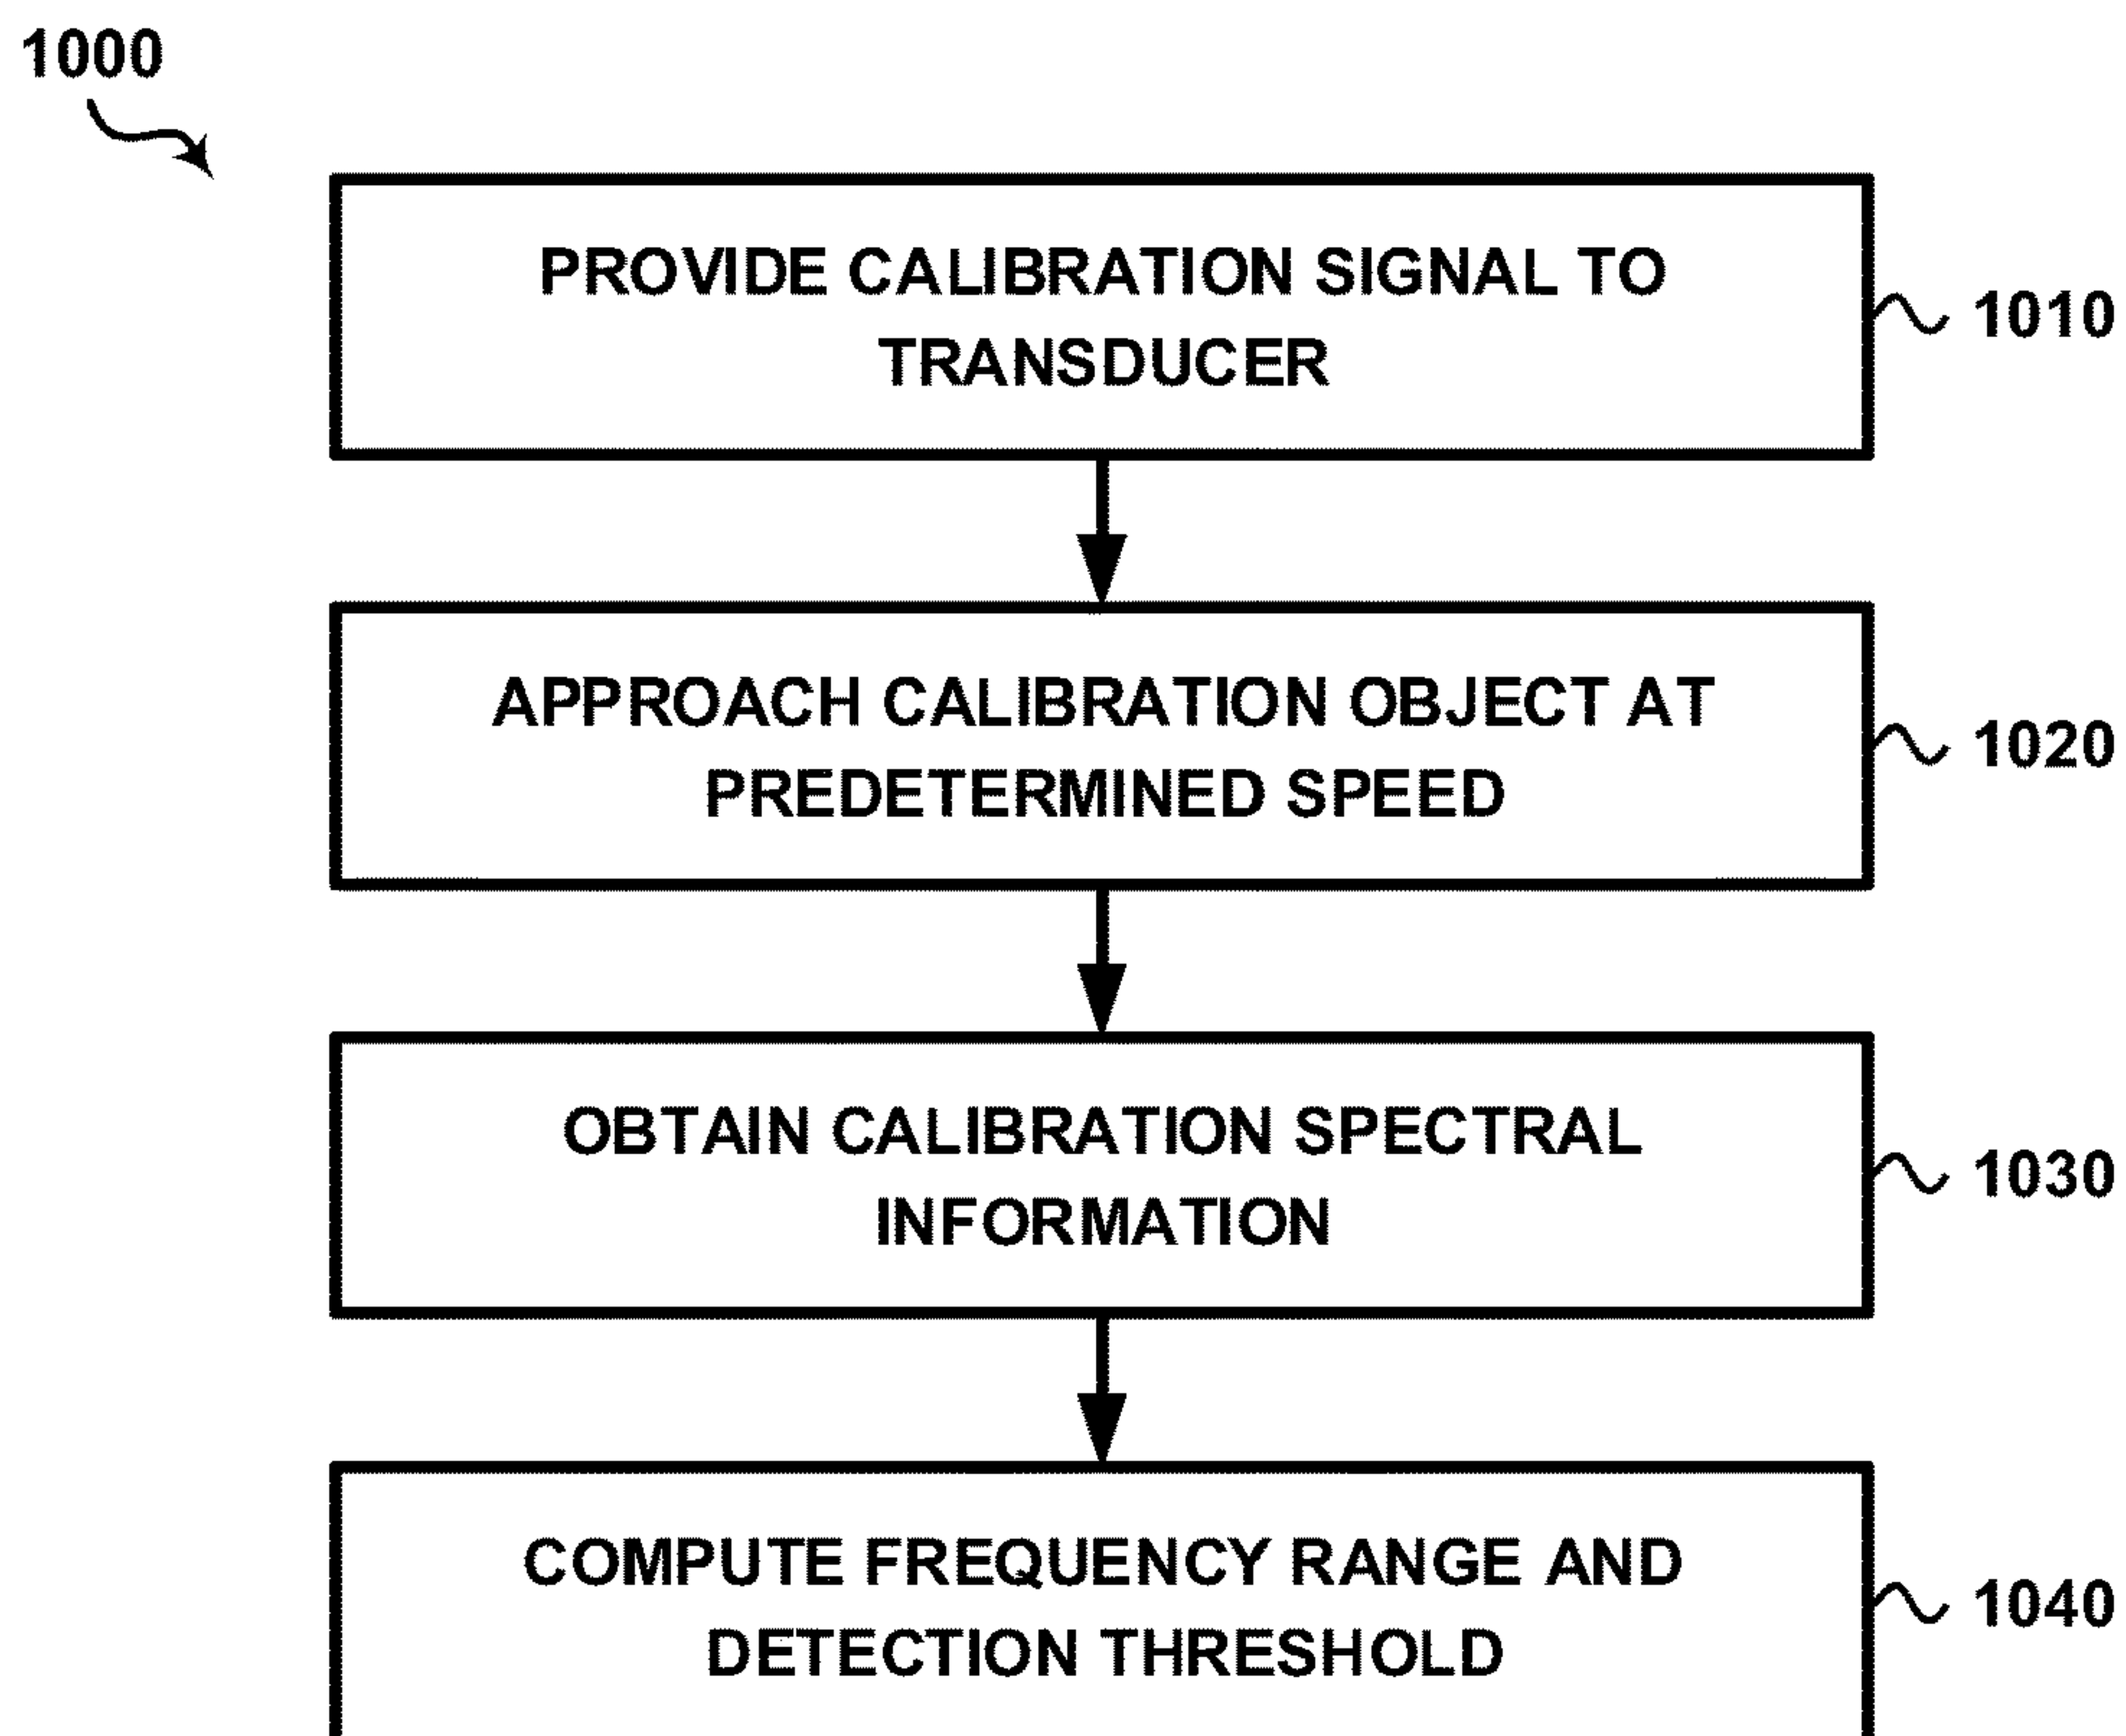 1000
PROVIDE CALIBRATION SIGNAL TO
TRANSDUCER
1010
APPROACH CALIBRATION OBJECT AT
PREDETERMINED SPEED
1020
OBTAIN CALIBRATION SPECTRAL
INFORMATION
1030
COMPUTE FREQUENCY RANGE AND
DETECTION THRESHOLD
1040